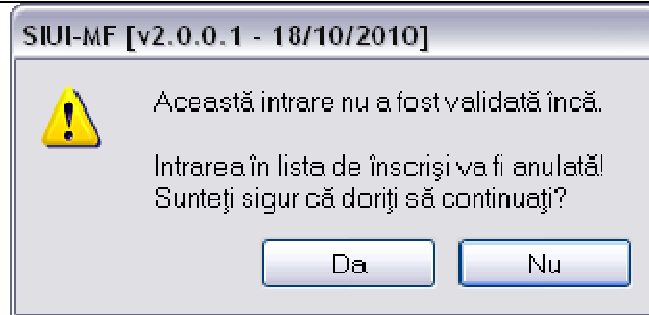 SIUI-MF [v2.0.0.1 - 18/10/2010]
Această intrare nu a fost validată încă.
Intrarea în lista de înscrişi va fi anulată!
Sunteţi sigur că doriţi să continuaţi?
Da
Nu